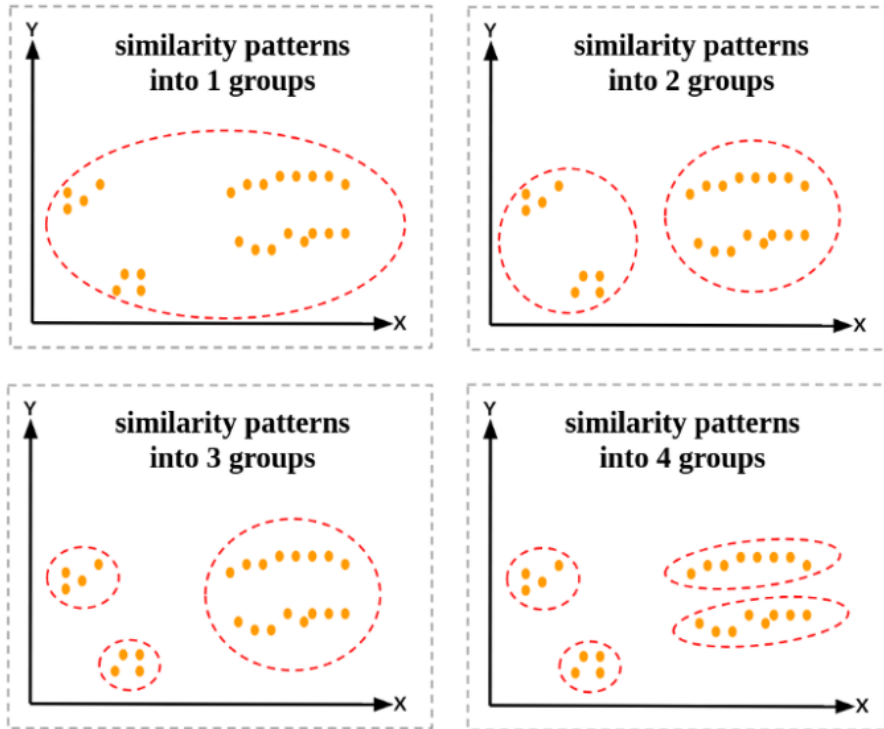 Y
similarity patterns
into 1 groups
X
Y
similarity patterns
into 2 groups
X
Y
similarity patterns
into 3 groups
X
Y
similarity patterns
into 4 groups
X